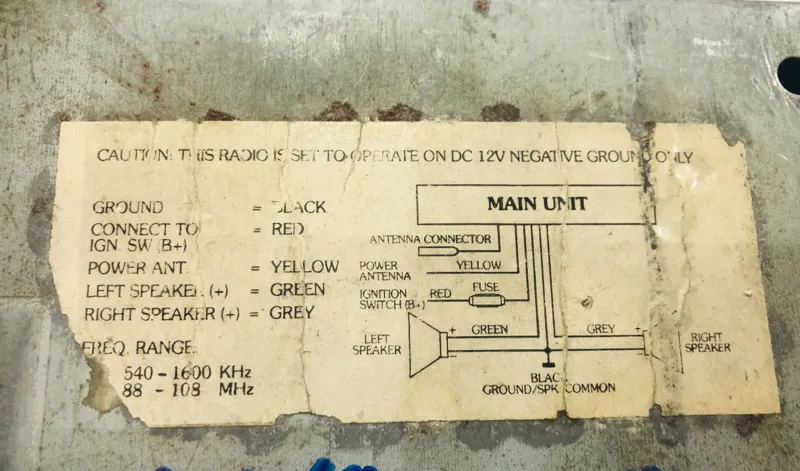 CAUTION: THIS RADIO IS SET TO OPERATE ON DC 12V NEGATIVE GROUND ONLY
GROUND = BLACK
CONNECT TO = RED
IGN. SW (B+)
POWER ANT. = YELLOW
LEFT SPEAKER (+) = GREEN
RIGHT SPEAKER (+) = GREY
FREQ. RANGE:
540 - 1600 KHz
88 - 108 MHz
MAIN UNIT
ANTENNA CONNECTOR
POWER ANTENNA
YELLOW
IGNITION SWITCH (B+)
RED
FUSE
LEFT SPEAKER
+
GREEN
GREY
+
RIGHT SPEAKER
BLACK
GROUND/SPK. COMMON